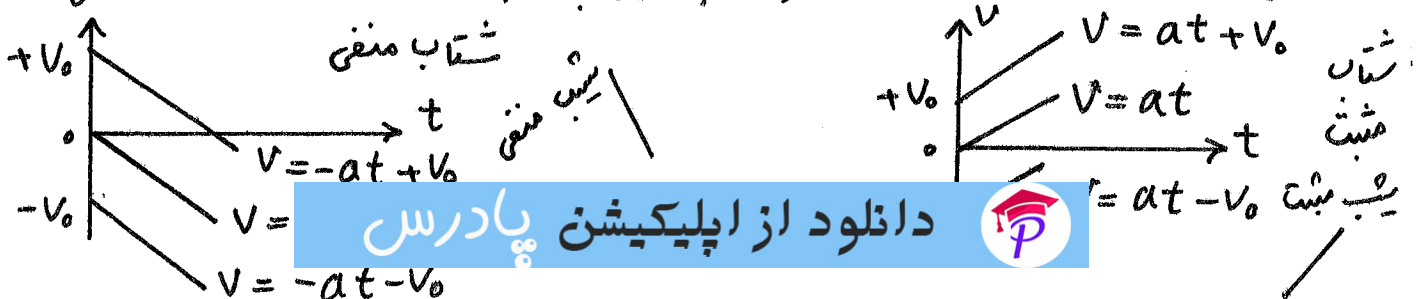 V
V = at + V₀
شتاب
+V₀
V = at
مثبت
0
t
= at - V₀
شیب مثبت
+V₀
شتاب منفی
شیب منفی
t
0
V = -at + V₀
-V₀
V =
V = -at - V₀
دانلود از اپلیکیشن پادرس
P